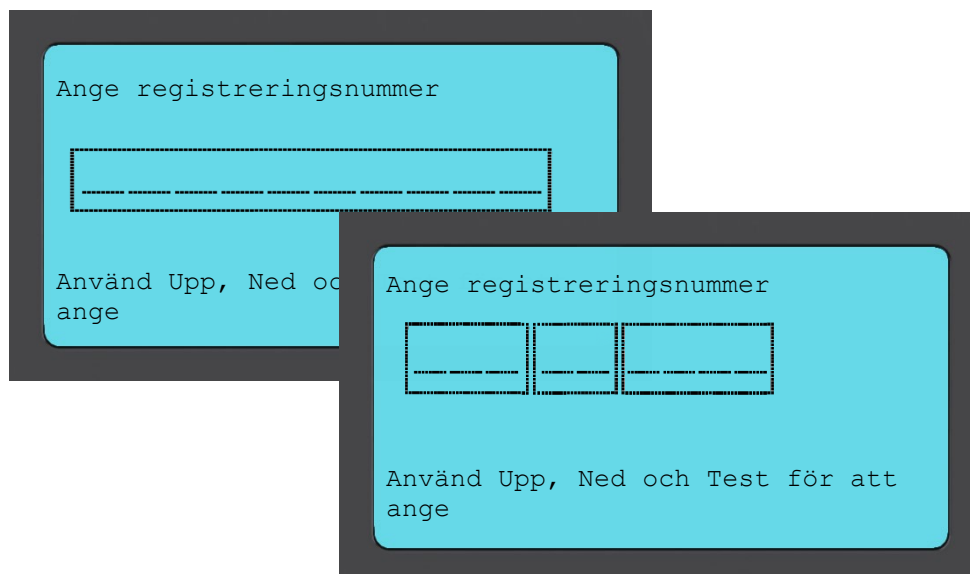 Ange registreringsnummer
Använd Upp, Ned oc
ange
Ange registreringsnummer
Använd Upp, Ned och Test för att
ange